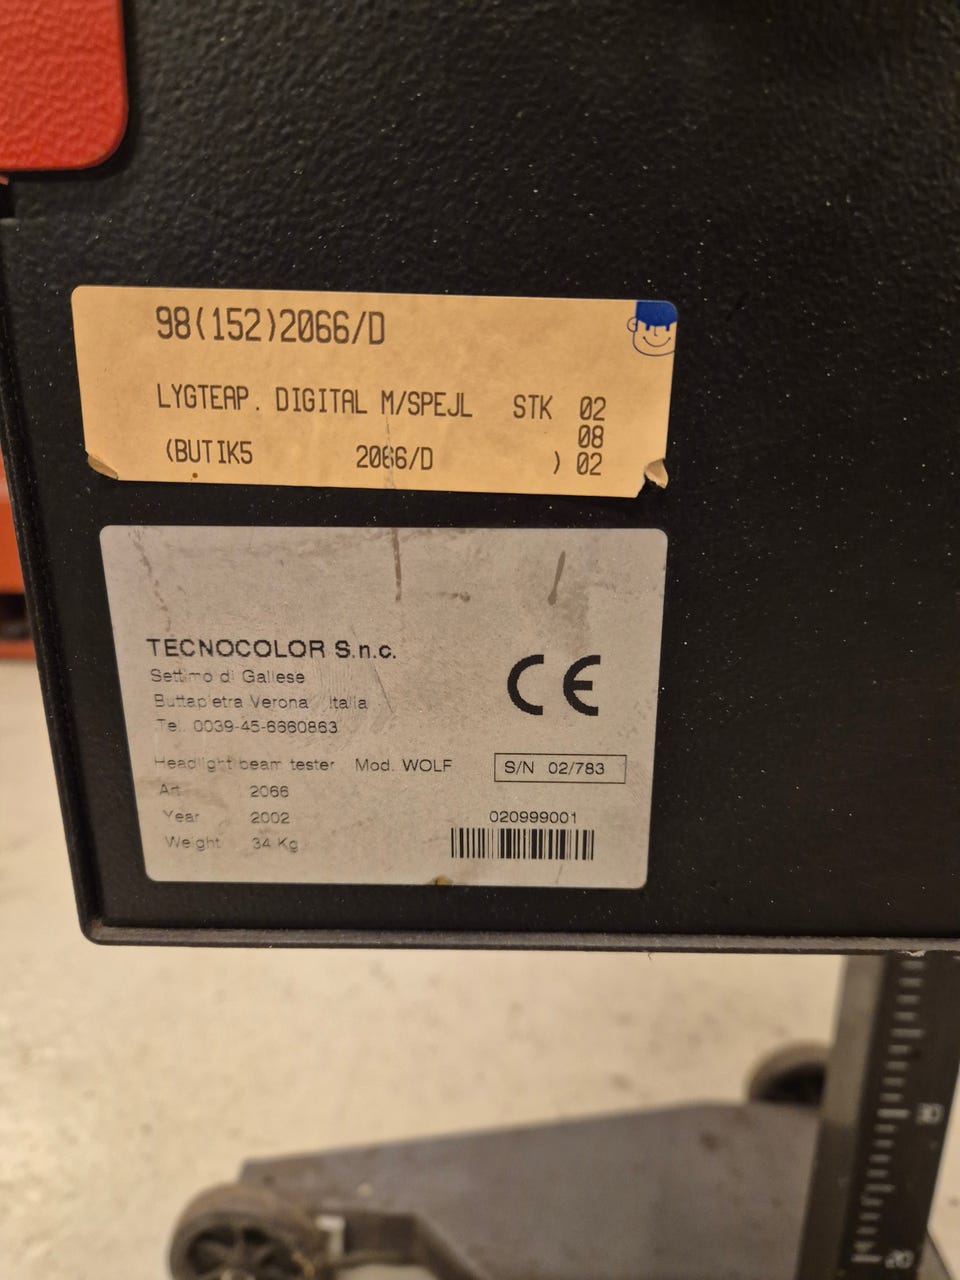 98(152)2066/D
LYGTEAP. DIGITAL M/SPEJL STK 02
08
(BUTIK5 2066/D ) 02
TECNOCOLOR S.n.c.
Settimo di Gallese
Buttapietra Verona Italia
Tel. 0039-45-6660863
Headlight beam tester Mod. WOLF
Art 2066
Year 2002
Weight 34 Kg
CE
S/N 02/783
020999001
30
20